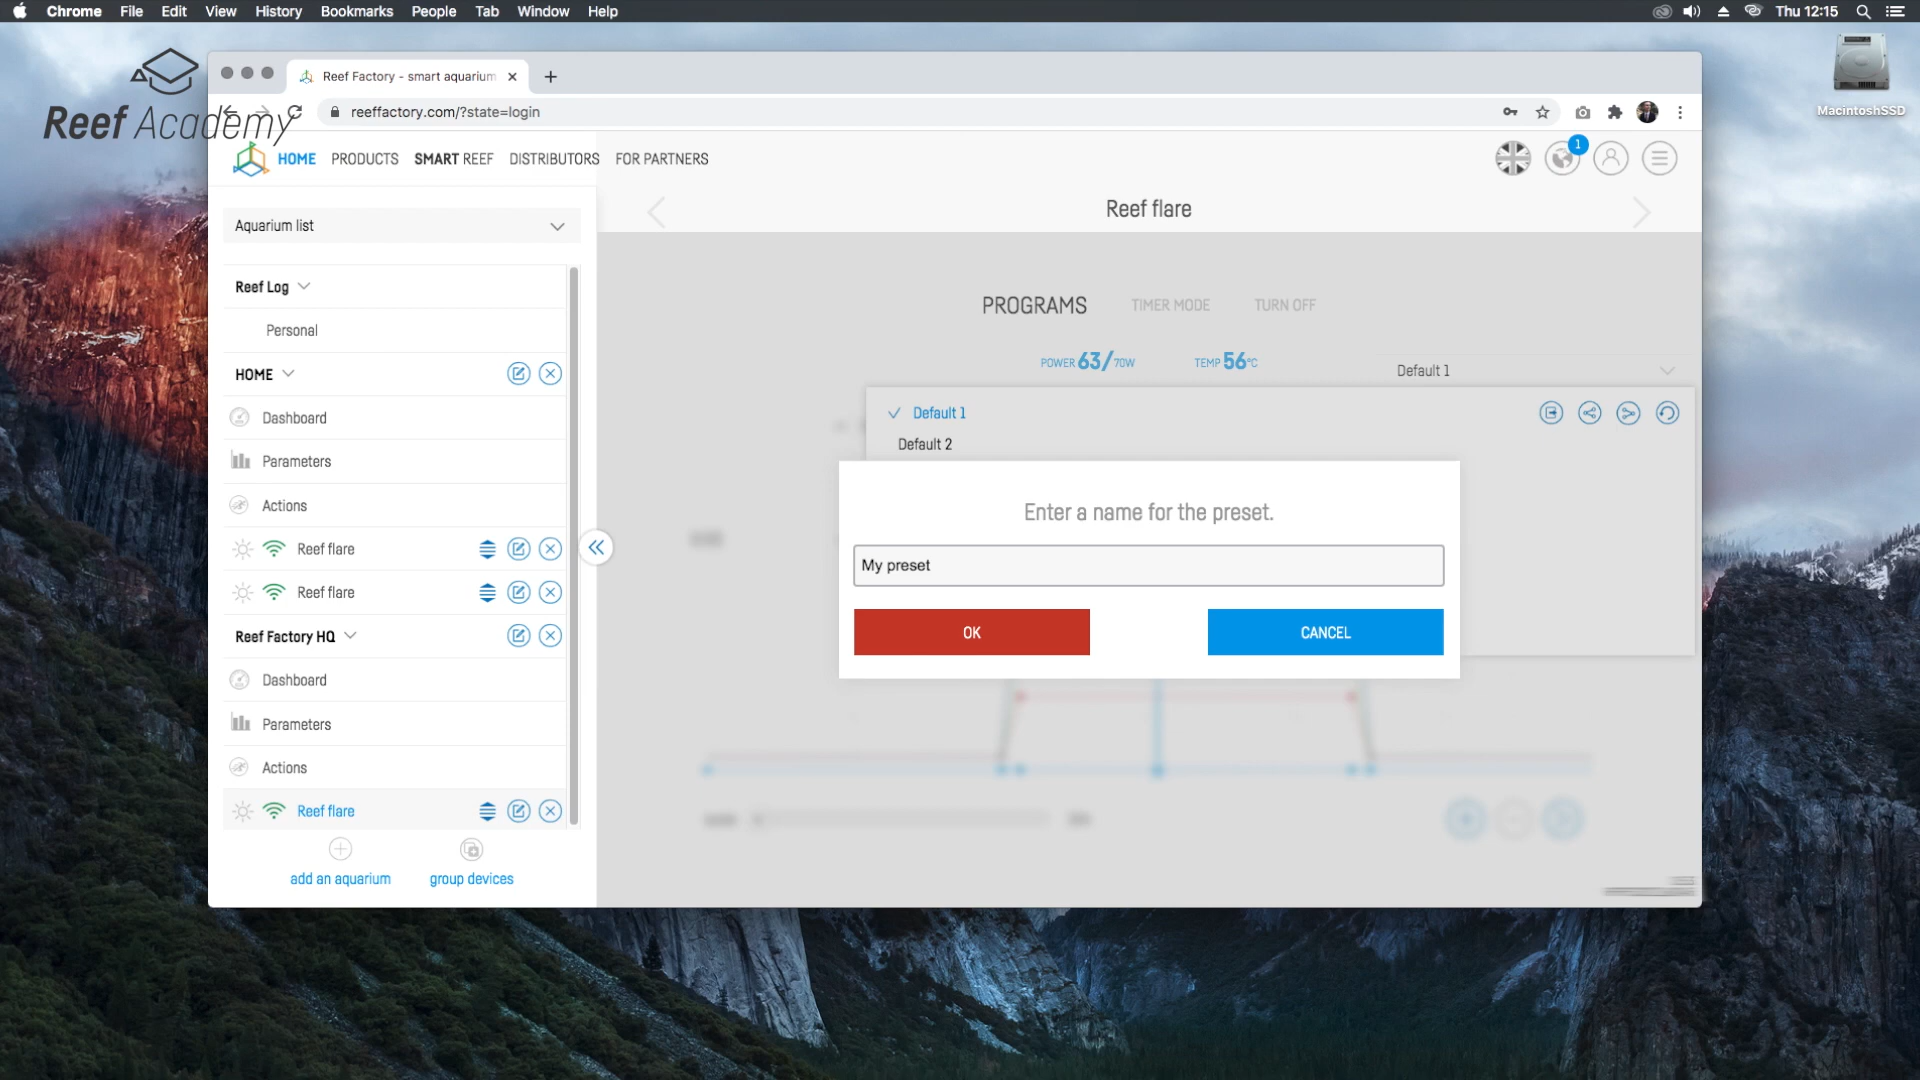 Chrome File Edit View History Bookmarks People Tab Window Help
Thu 12:15
MacintoshSSD
Reef Academy
Reef Factory - smart aquarium
reeffactory.com/?state=login
HOME PRODUCTS SMART REEF DISTRIBUTORS FOR PARTNERS
1
Aquarium list
Reef Log
Personal
HOME
Dashboard
Parameters
Actions
Reef flare
Reef flare
Reef Factory HQ
Dashboard
Parameters
Actions
Reef flare
add an aquarium
group devices
Reef flare
PROGRAMS TIMER MODE TURN OFF
POWER 63/70W TEMP 56°C
Default 1
Default 1
Default 2
Enter a name for the preset.
My preset
OK
CANCEL